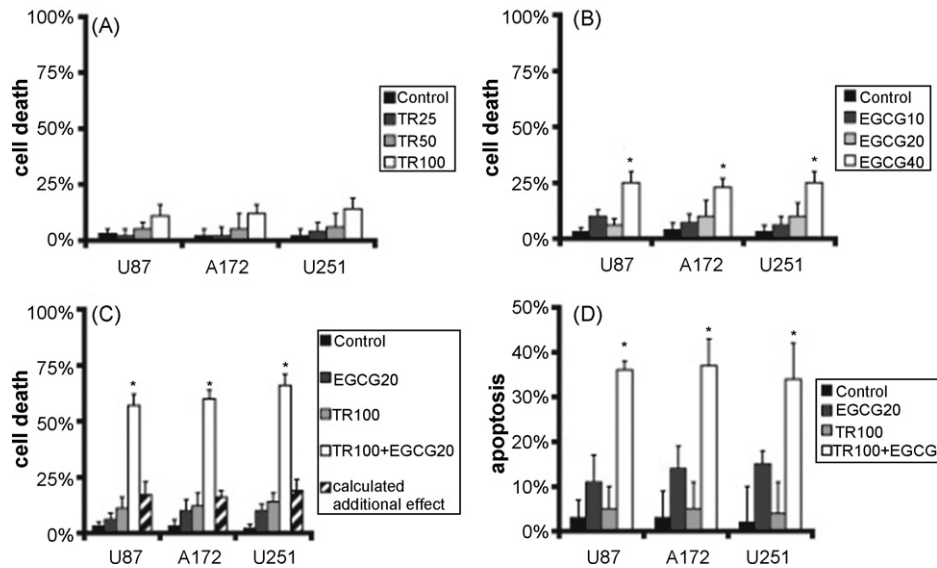 (A)
cell death
100%
75%
50%
25%
0%
U87 A172 U251
Control
TR25
TR50
TR100
(B)
cell death
100%
75%
50%
25%
0%
* * *
U87 A172 U251
Control
EGCG10
EGCG20
EGCG40
(C)
cell death
100%
75%
50%
25%
0%
* * *
U87 A172 U251
Control
EGCG20
TR100
TR100+EGCG20
calculated
additional effect
(D)
apoptosis
50%
40%
30%
20%
10%
0%
* * *
U87 A172 U251
Control
EGCG20
TR100
TR100+EGCG